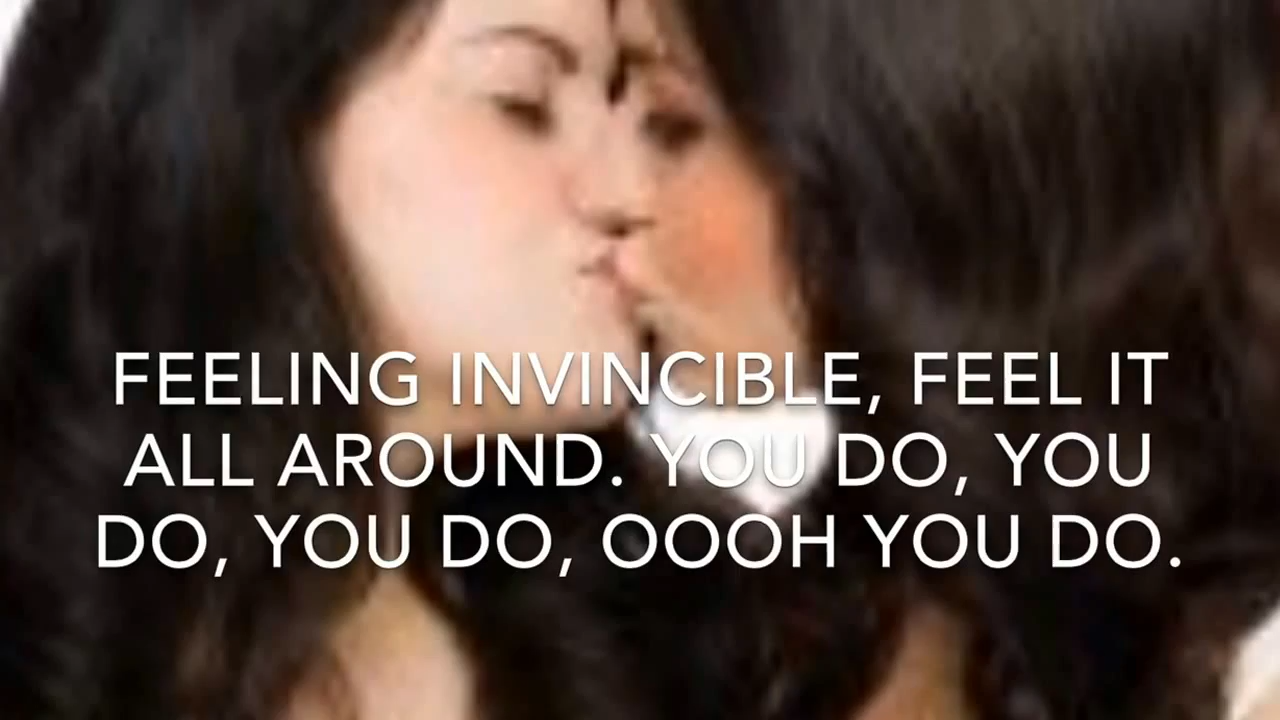 FEELING INVINCIBLE, FEEL IT
ALL AROUND. YOU DO, YOU
DO, YOU DO, OOOH YOU DO.